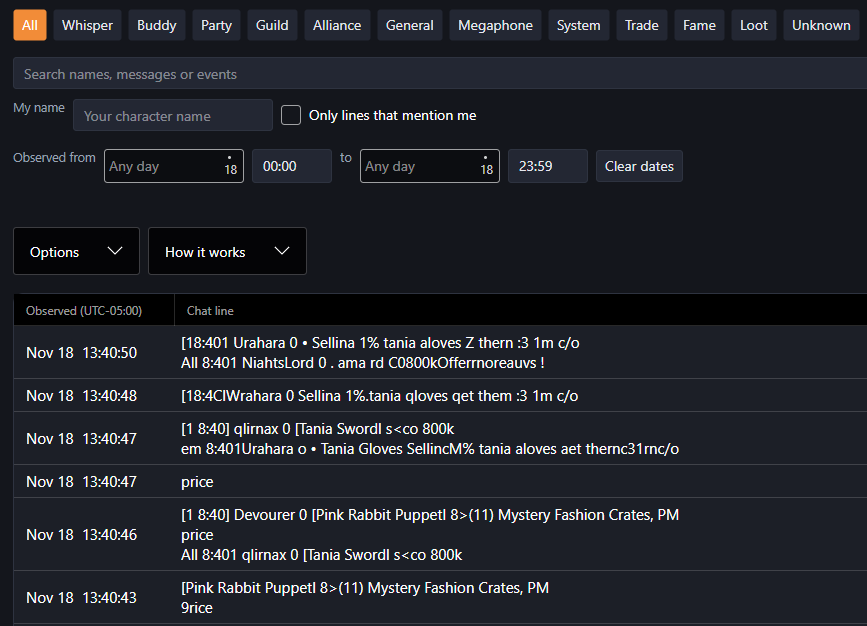 All Whisper Buddy Party Guild Alliance General Megaphone System Trade Fame Loot Unknown
Search names, messages or events
My name Your character name Only lines that mention me
Observed from Any day 18 00:00 to Any day 18 23:59 Clear dates
Options How it works
Observed (UTC-05:00) Chat line
Nov 18 13:40:50 [18:401 Urahara 0 • Sellina 1% tania aloves Z thern :3 1m c/o
All 8:401 NiahtsLord 0 . ama rd C0800kOfferrnoreauvs !
Nov 18 13:40:48 [18:4CIWrahara 0 Sellina 1%.tania qloves qet them :3 1m c/o
Nov 18 13:40:47 [1 8:40] qlirnax 0 [Tania SwordI s<co 800k
em 8:401Urahara o • Tania Gloves SellincM% tania aloves aet thernc31rnc/o
Nov 18 13:40:47 price
Nov 18 13:40:46 [1 8:40] Devourer 0 [Pink Rabbit PuppetI 8>(11) Mystery Fashion Crates, PM
price
All 8:401 qlirnax 0 [Tania SwordI s<co 800k
Nov 18 13:40:43 [Pink Rabbit PuppetI 8>(11) Mystery Fashion Crates, PM
9rice